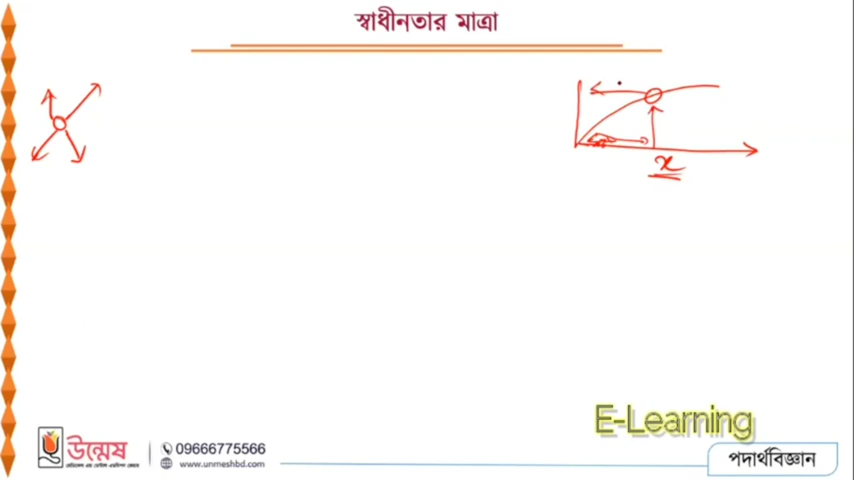 স্বাধীনতার মাত্রা
x
E-Learning
উন্মেষ
09666775566
www.unmeshbd.com
পদার্থবিজ্ঞান